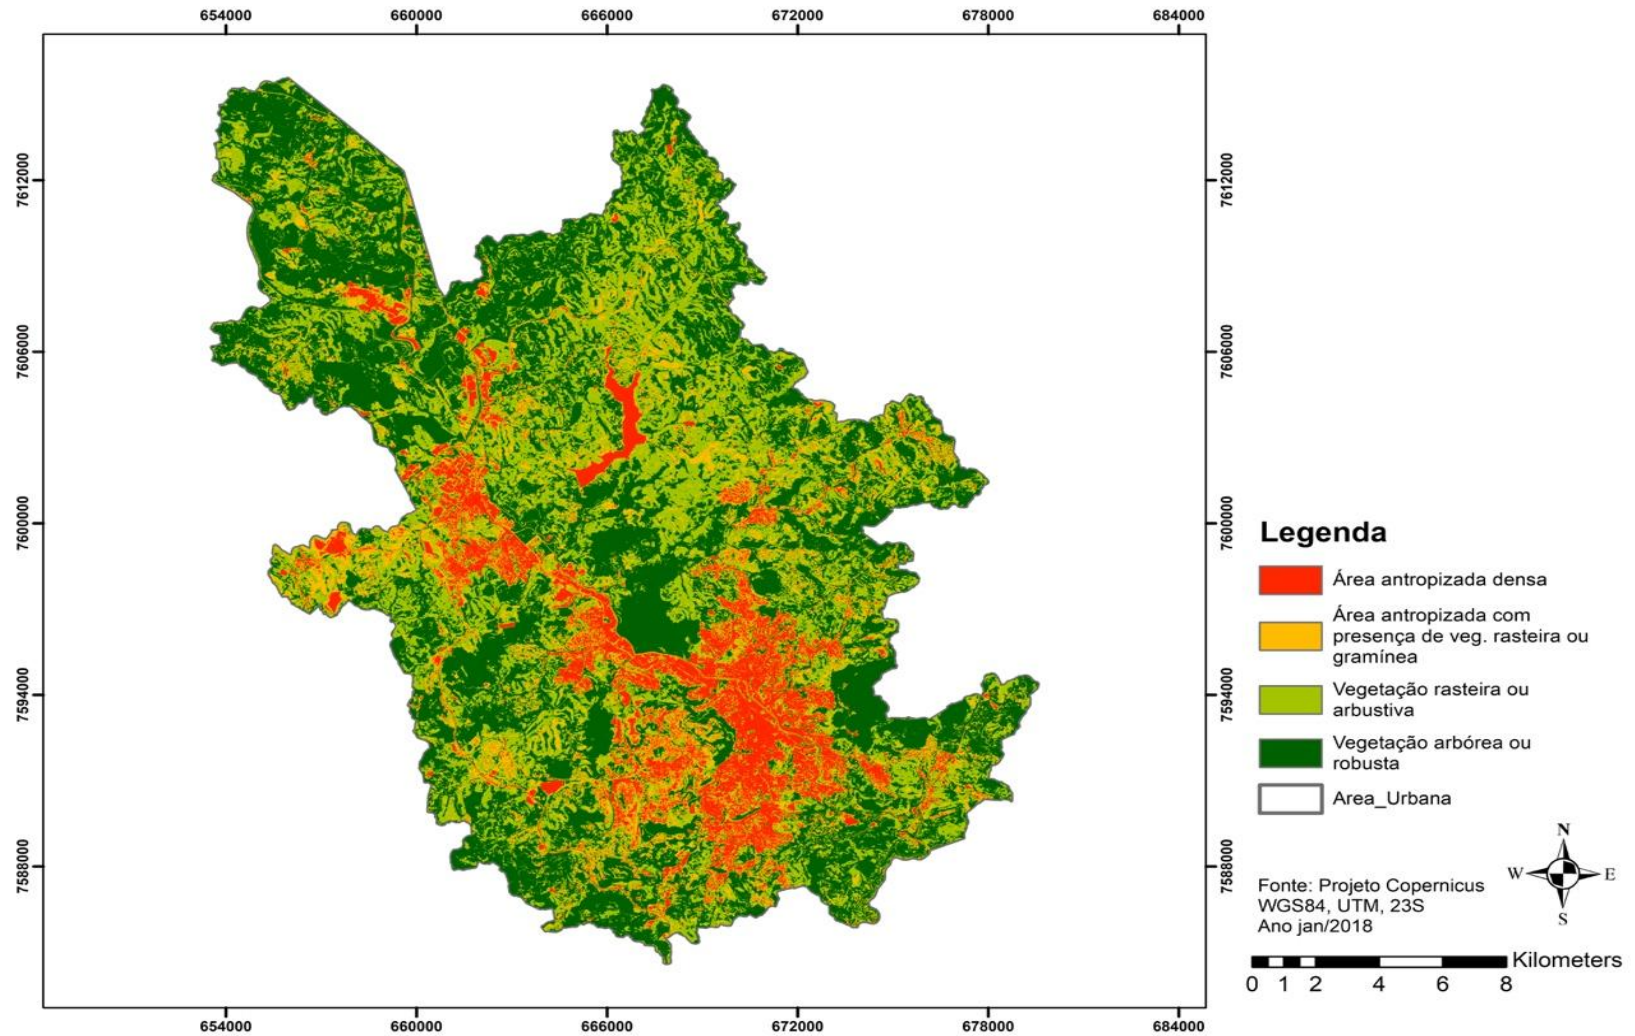 654000 660000 666000 672000 678000 684000
7612000 7612000
7606000 7606000
7600000 7600000
Legenda
Área antropizada densa
Área antropizada com
presença de veg. rasteira ou
gramínea
7594000 7594000
Vegetação rasteira ou
arbustiva
Vegetação arbórea ou
robusta
Area_Urbana
N
W E
S
7588000 7588000
Fonte: Projeto Copernicus
WGS84, UTM, 23S
Ano jan/2018
Kilometers
0 1 2 4 6 8
654000 660000 666000 672000 678000 684000